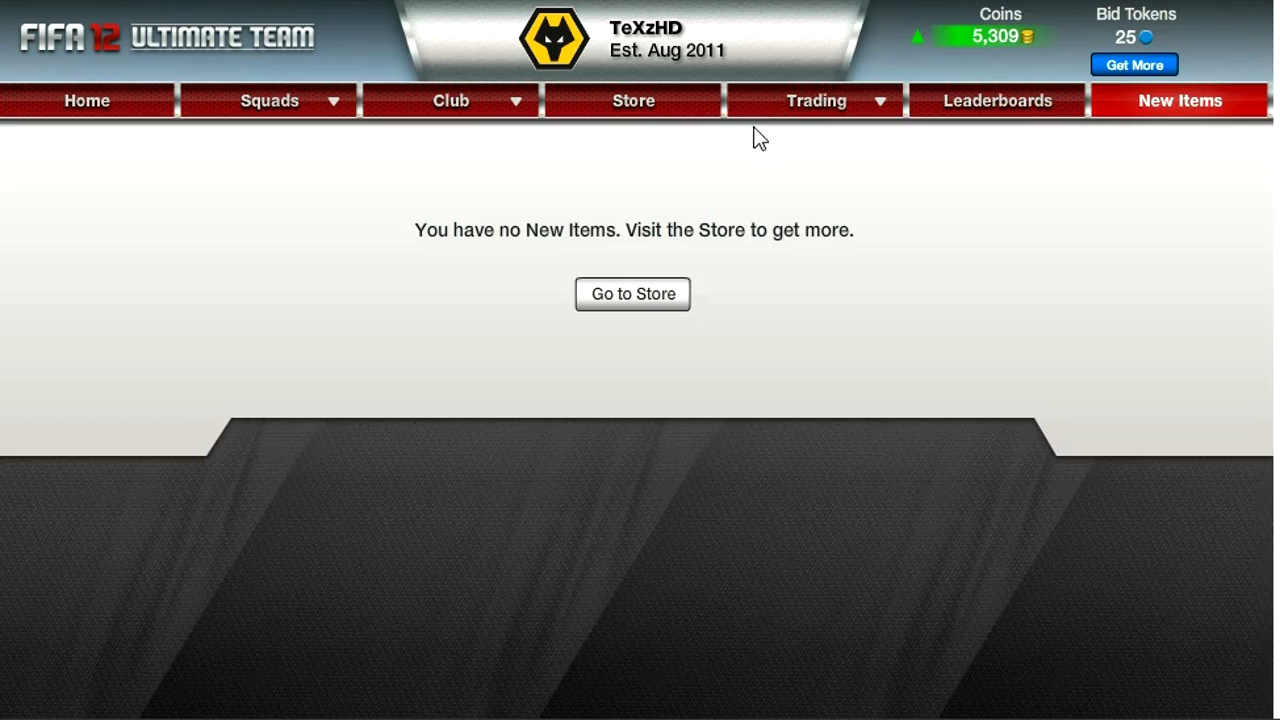 FIFA 12 ULTIMATE TEAM
TeXzHD
Est. Aug 2011
Coins
5,309
Bid Tokens
25
Get More
Home
Squads
Club
Store
Trading
Leaderboards
New Items
You have no New Items. Visit the Store to get more.
Go to Store